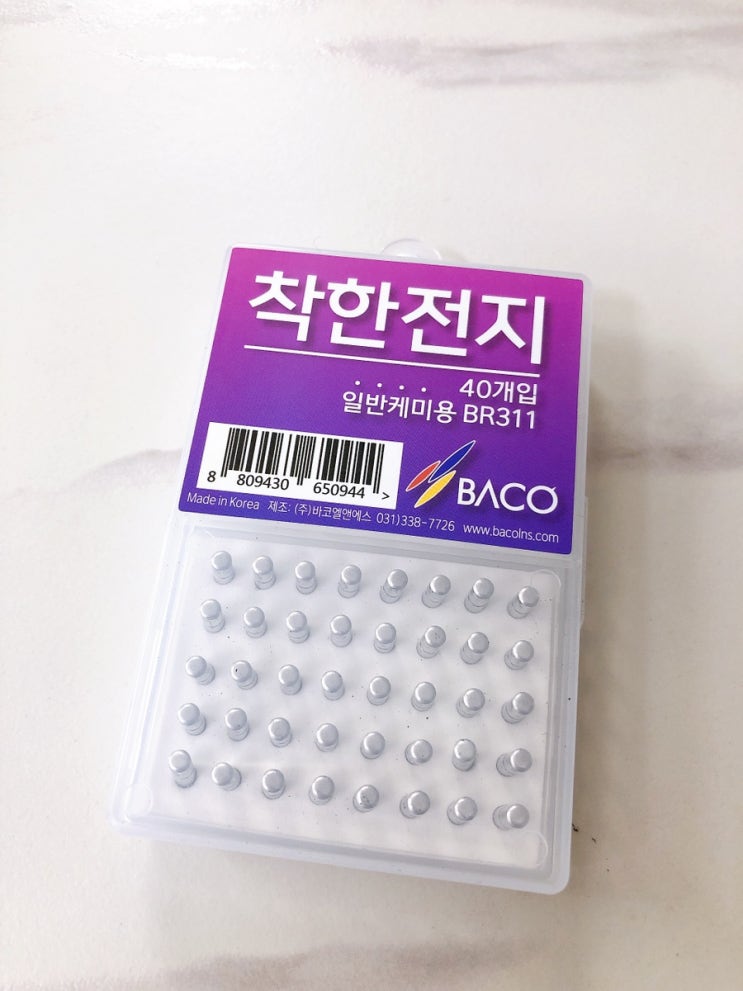 착한전지
40개입
일반케미용 BR311
8 809430 650944 >
BACO
Made in Korea 제조: (주)바코엘앤에스 031)338-7726 www.bacolns.com